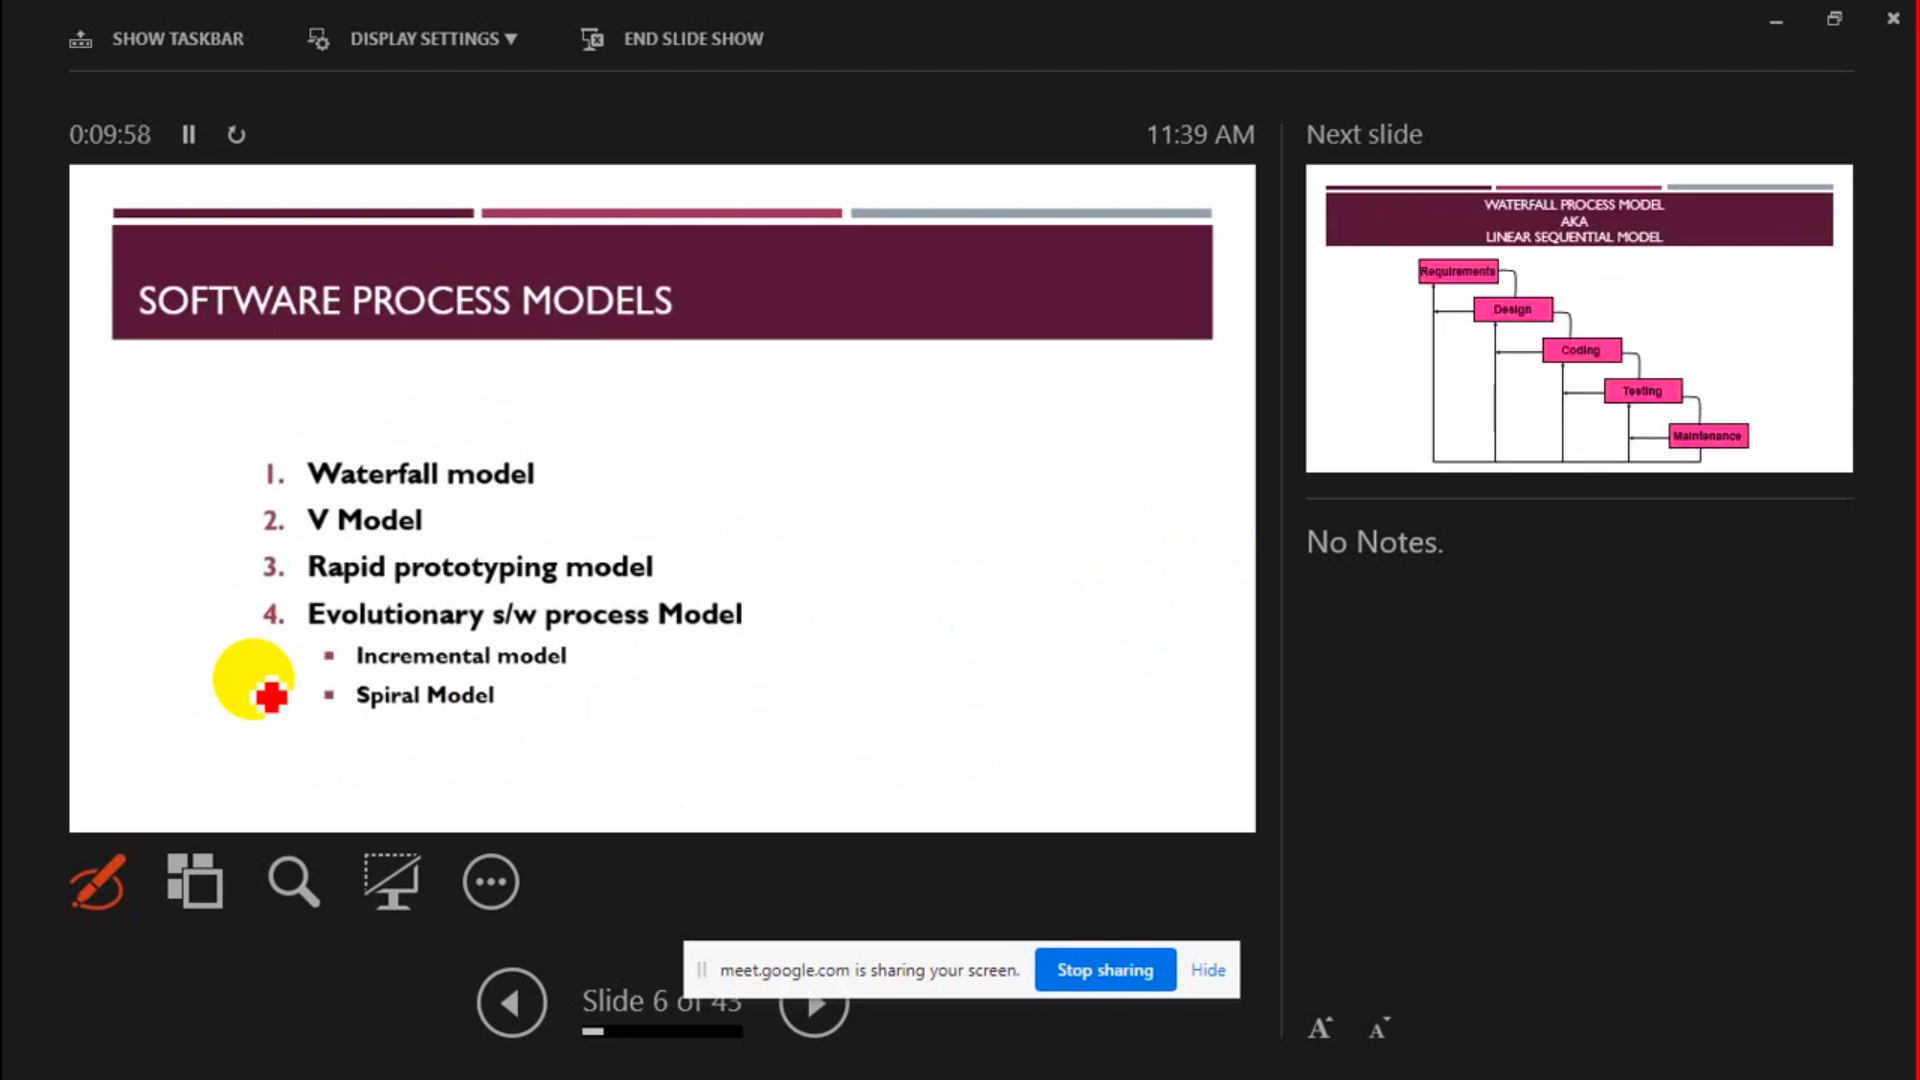 SHOW TASKBAR
DISPLAY SETTINGS ▼
END SLIDE SHOW
0:09:58
11:39 AM
SOFTWARE PROCESS MODELS
1. Waterfall model
2. V Model
3. Rapid prototyping model
4. Evolutionary s/w process Model
▪ Incremental model
▪ Spiral Model
Next slide
WATERFALL PROCESS MODEL
AKA
LINEAR SEQUENTIAL MODEL
Requirements
Design
Coding
Testing
Maintenance
No Notes.
meet.google.com is sharing your screen.
Stop sharing
Hide
Slide 6 of 43
A
A